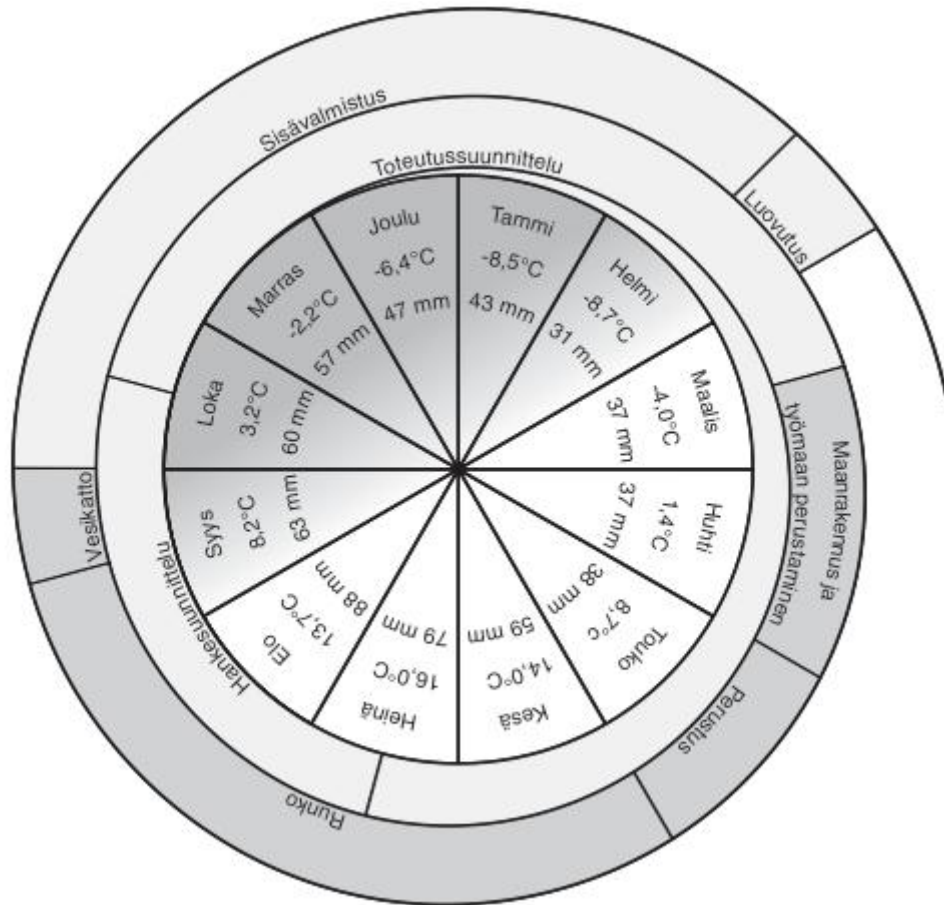 Sisävalmistus
Toteutussuunnittelu
Luovutus
Maanrakennus ja
työmaan perustaminen
Perustus
Runko
Vesikatto
Hankesuunnittelu
Tammi
-8,5°C
43 mm
Helmi
-8,7°C
31 mm
Maalis
-4,0°C
37 mm
Huhti
1,4°C
37 mm
Touko
8,7°c
38 mm
Kesä
14,0°C
59 mm
Heinä
16,0°C
79 mm
Elo
13,7°C
88 mm
Syys
8,2°C
63 mm
Loka
3,2°C
60 mm
Marras
-2,2°C
57 mm
Joulu
-6,4°C
47 mm